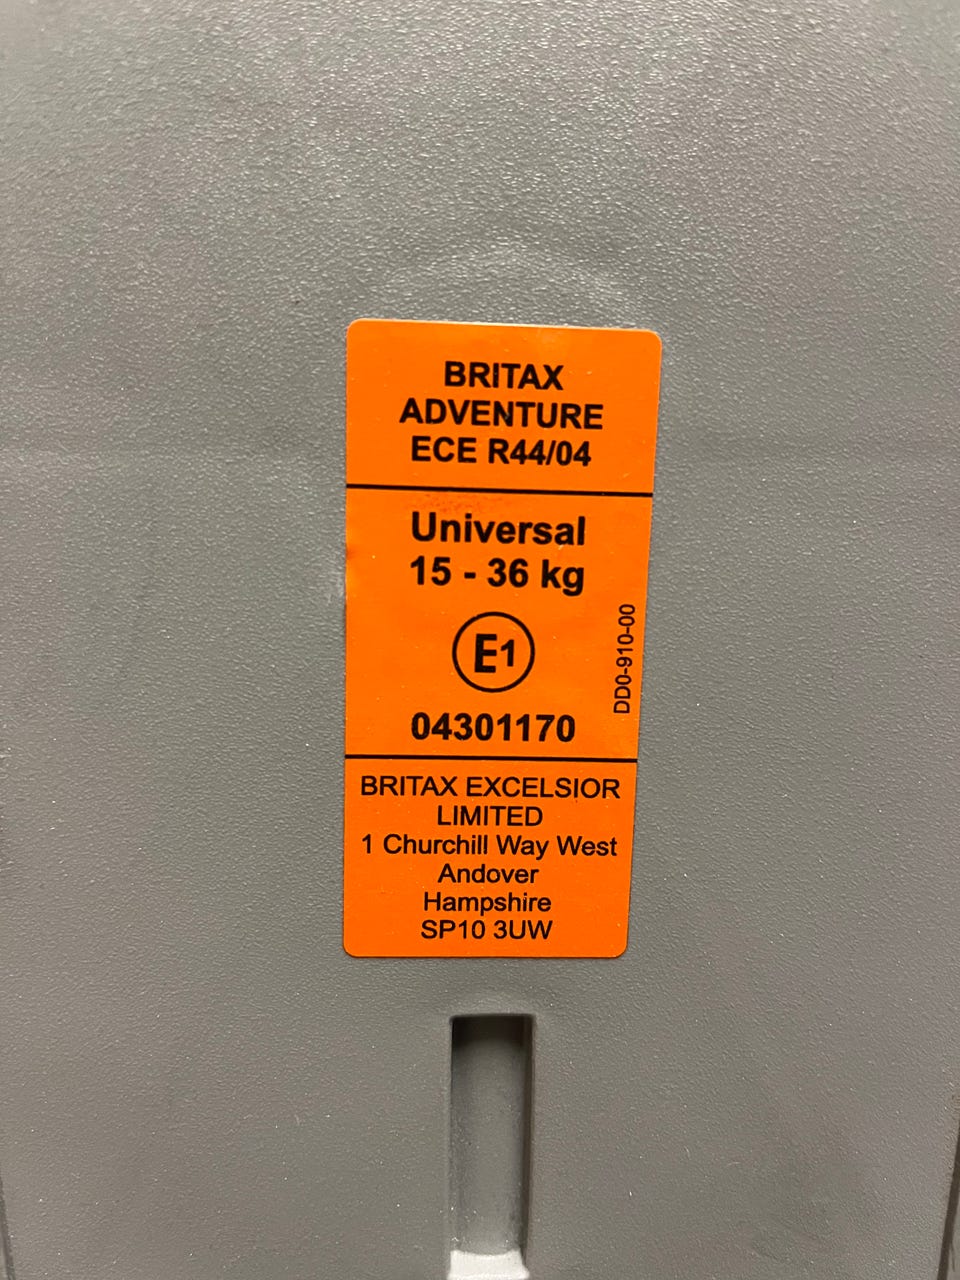 BRITAX
ADVENTURE
ECE R44/04
Universal
15 - 36 kg
E1
DD0-910-00
04301170
BRITAX EXCELSIOR
LIMITED
1 Churchill Way West
Andover
Hampshire
SP10 3UW